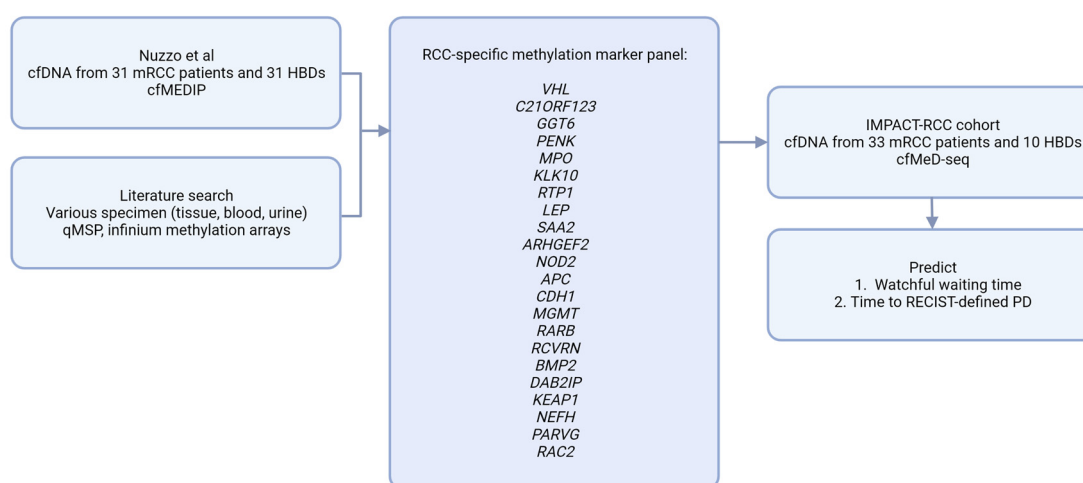 Nuzzo et al
cfDNA from 31 mRCC patients and 31 HBDs
cfMEDIP
Literature search
Various specimen (tissue, blood, urine)
qMSP, infinium methylation arrays
RCC-specific methylation marker panel:
VHL
C21ORF123
GGT6
PENK
MPO
KLK10
RTP1
LEP
SAA2
ARHGEF2
NOD2
APC
CDH1
MGMT
RARB
RCVRN
BMP2
DAB2IP
KEAP1
NEFH
PARVG
RAC2
IMPACT-RCC cohort
cfDNA from 33 mRCC patients and 10 HBDs
cfMeD-seq
Predict
1. Watchful waiting time
2. Time to RECIST-defined PD